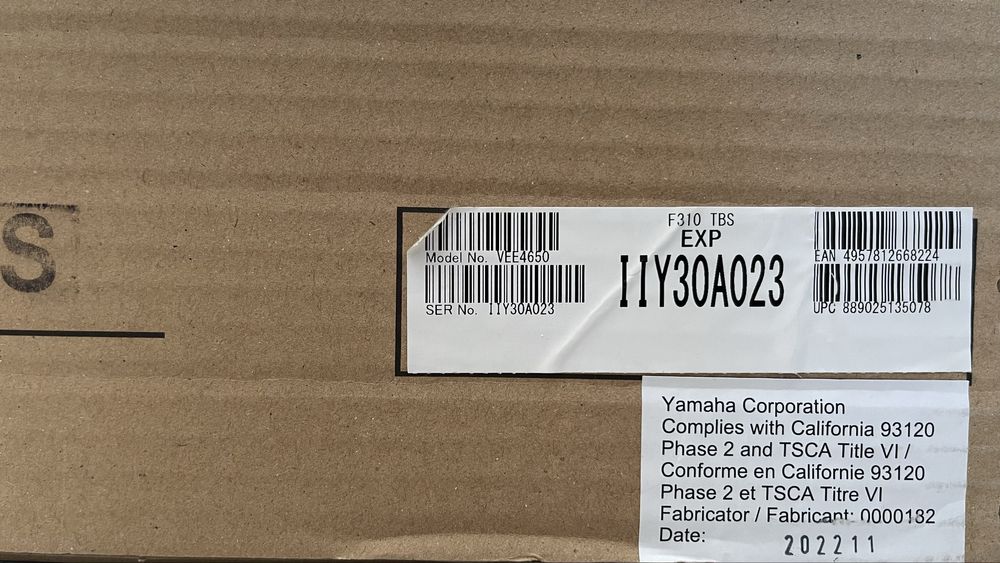 S
F310 TBS
EXP
Model No. VEE4650
IIY30A023
SER No. IIY30A023
EAN 4957812668224
UPC 889025135078
Yamaha Corporation
Complies with California 93120
Phase 2 and TSCA Title VI /
Conforme en Californie 93120
Phase 2 et TSCA Titre VI
Fabricator / Fabricant: 0000132
Date:
202211